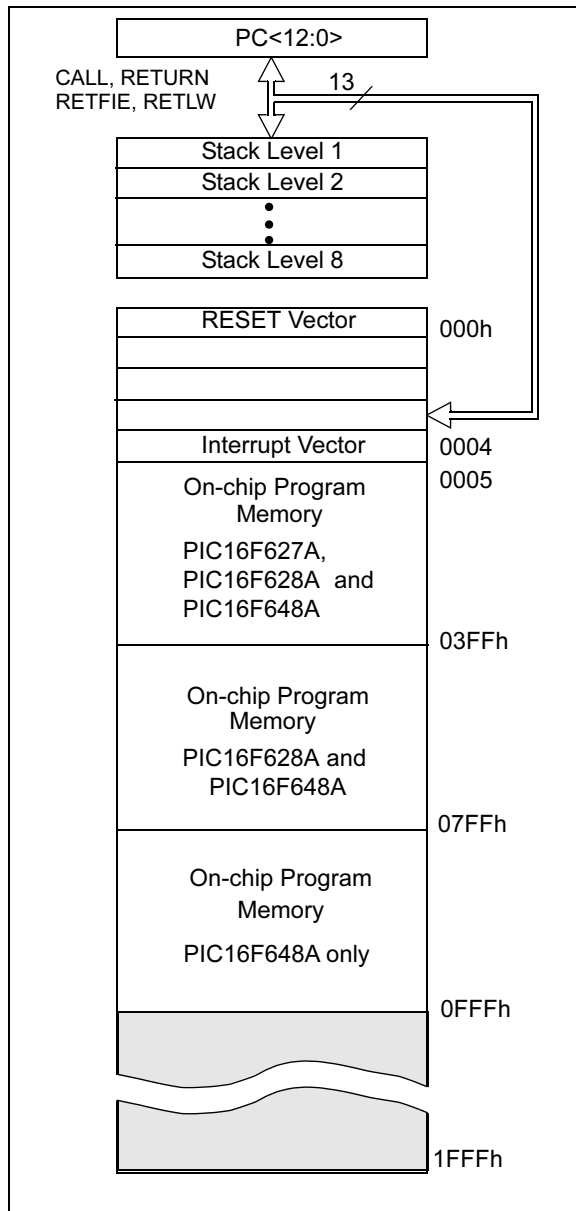 PC<12:0>
CALL, RETURN
RETFIE, RETLW
13
Stack Level 1
Stack Level 2
Stack Level 8
RESET Vector
000h
Interrupt Vector
0004
0005
On-chip Program
Memory
PIC16F627A,
PIC16F628A and
PIC16F648A
03FFh
On-chip Program
Memory
PIC16F628A and
PIC16F648A
07FFh
On-chip Program
Memory
PIC16F648A only
0FFFh
1FFFh